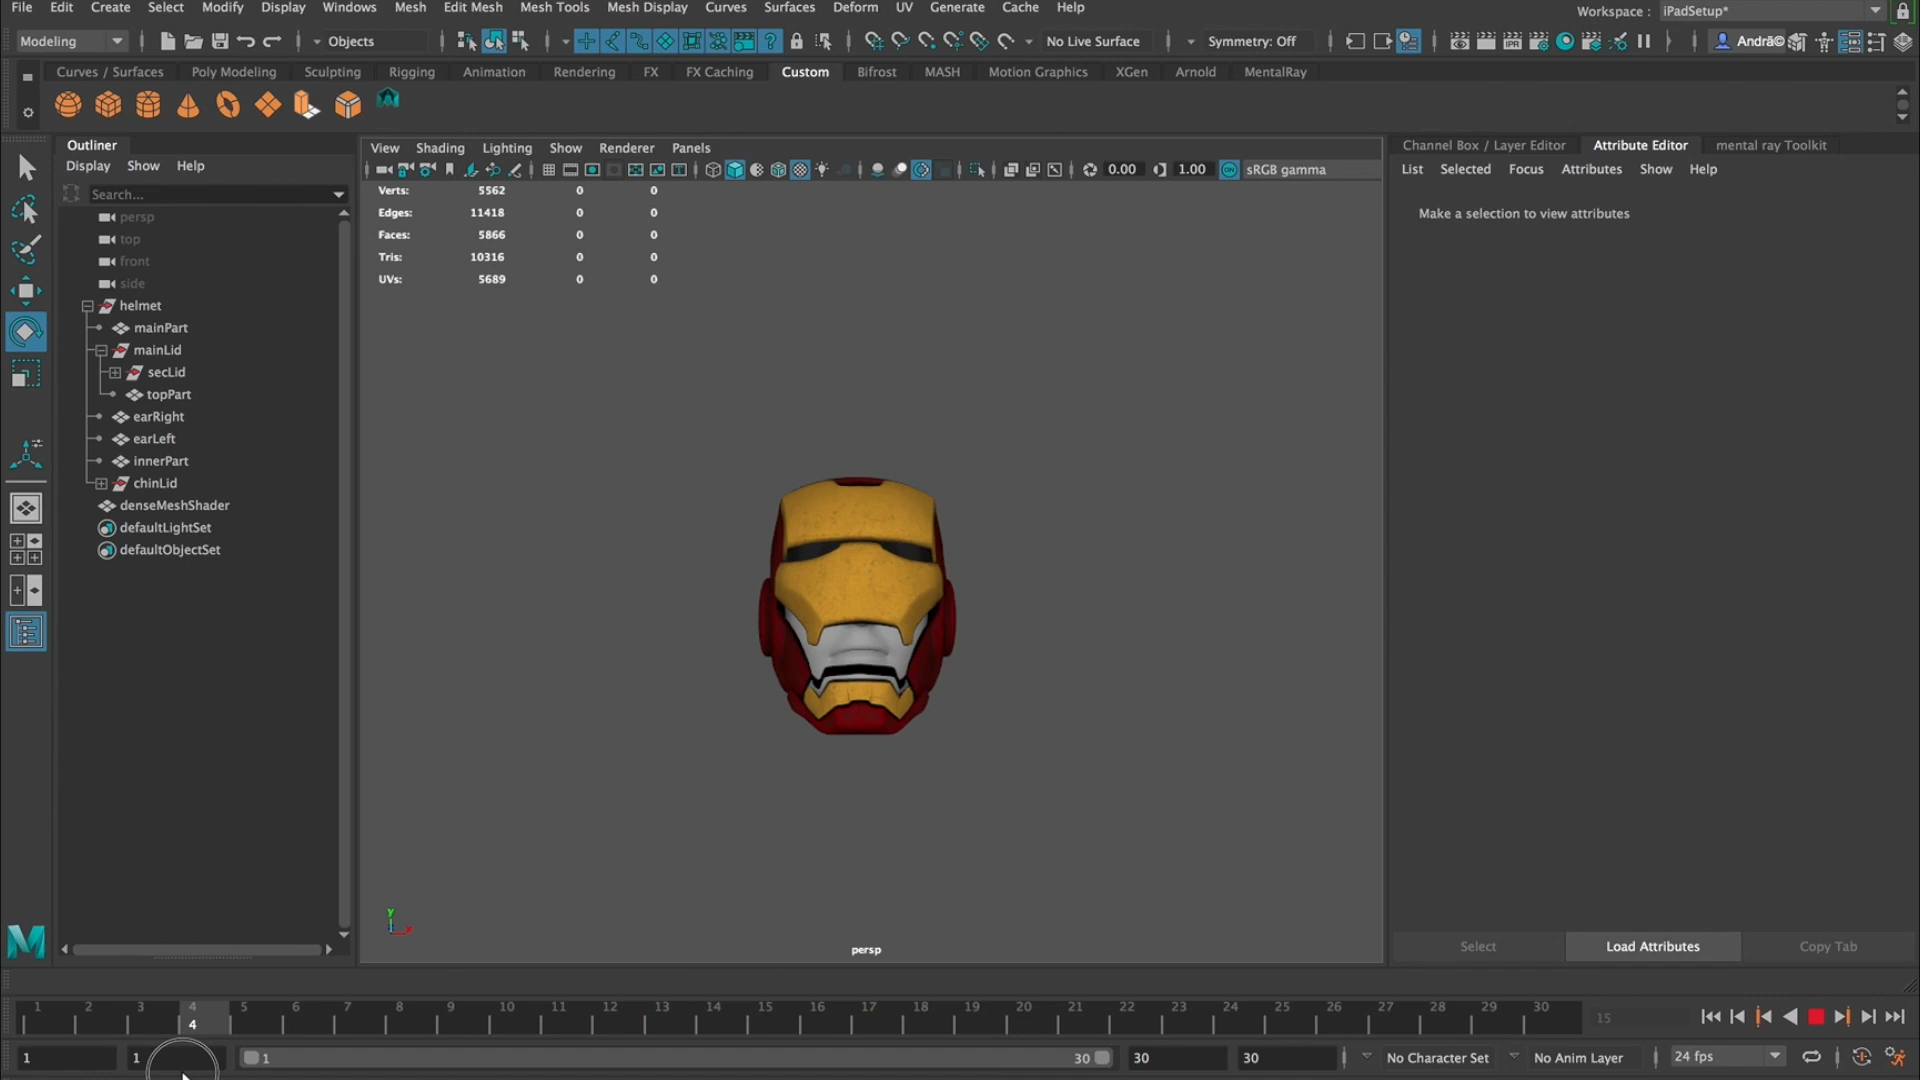 File Edit Create Select Modify Display Windows Mesh Edit Mesh Mesh Tools Mesh Display Curves Surfaces Deform UV Generate Cache Help
Workspace : iPadSetup*
Modeling Objects No Live Surface Symmetry: Off Andrã©
Curves / Surfaces Poly Modeling Sculpting Rigging Animation Rendering FX FX Caching Custom Bifrost MASH Motion Graphics XGen Arnold MentalRay
Outliner
Display Show Help
Search...
persp
top
front
side
helmet
mainPart
mainLid
secLid
topPart
earRight
earLeft
innerPart
chinLid
denseMeshShader
defaultLightSet
defaultObjectSet
View Shading Lighting Show Renderer Panels
0.00 1.00 ON sRGB gamma
Verts: 5562 0 0
Edges: 11418 0 0
Faces: 5866 0 0
Tris: 10316 0 0
UVs: 5689 0 0
y
x
persp
Channel Box / Layer Editor Attribute Editor mental ray Toolkit
List Selected Focus Attributes Show Help
Make a selection to view attributes
Select Load Attributes Copy Tab
1 2 3 4 5 6 7 8 9 10 11 12 13 14 15 16 17 18 19 20 21 22 23 24 25 26 27 28 29 30
4
15
1 1 1 30 30 30 No Character Set No Anim Layer 24 fps